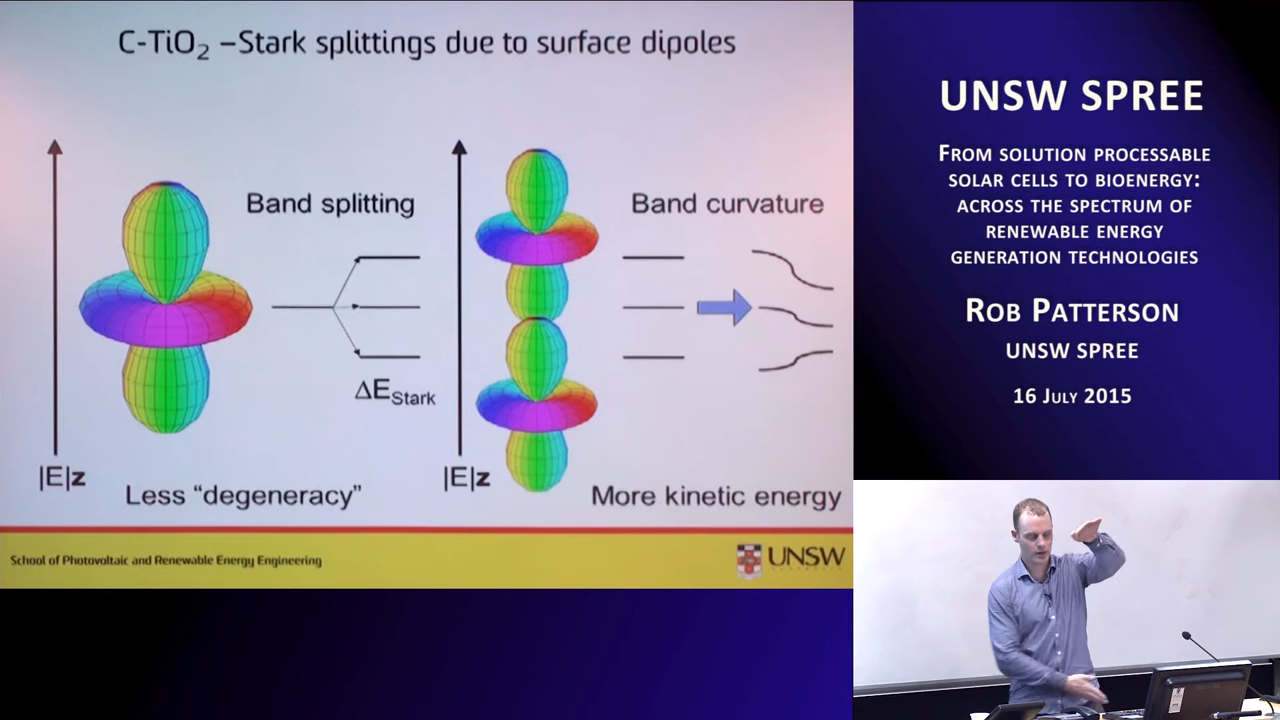 C-TiO₂ –Stark splittings due to surface dipoles
Band splitting
ΔE_Stark
|E|z
Less “degeneracy”
Band curvature
|E|z
More kinetic energy
School of Photovoltaic and Renewable Energy Engineering
UNSW
UNSW SPREE
FROM SOLUTION PROCESSABLE
SOLAR CELLS TO BIOENERGY:
ACROSS THE SPECTRUM OF
RENEWABLE ENERGY
GENERATION TECHNOLOGIES
ROB PATTERSON
UNSW SPREE
16 JULY 2015